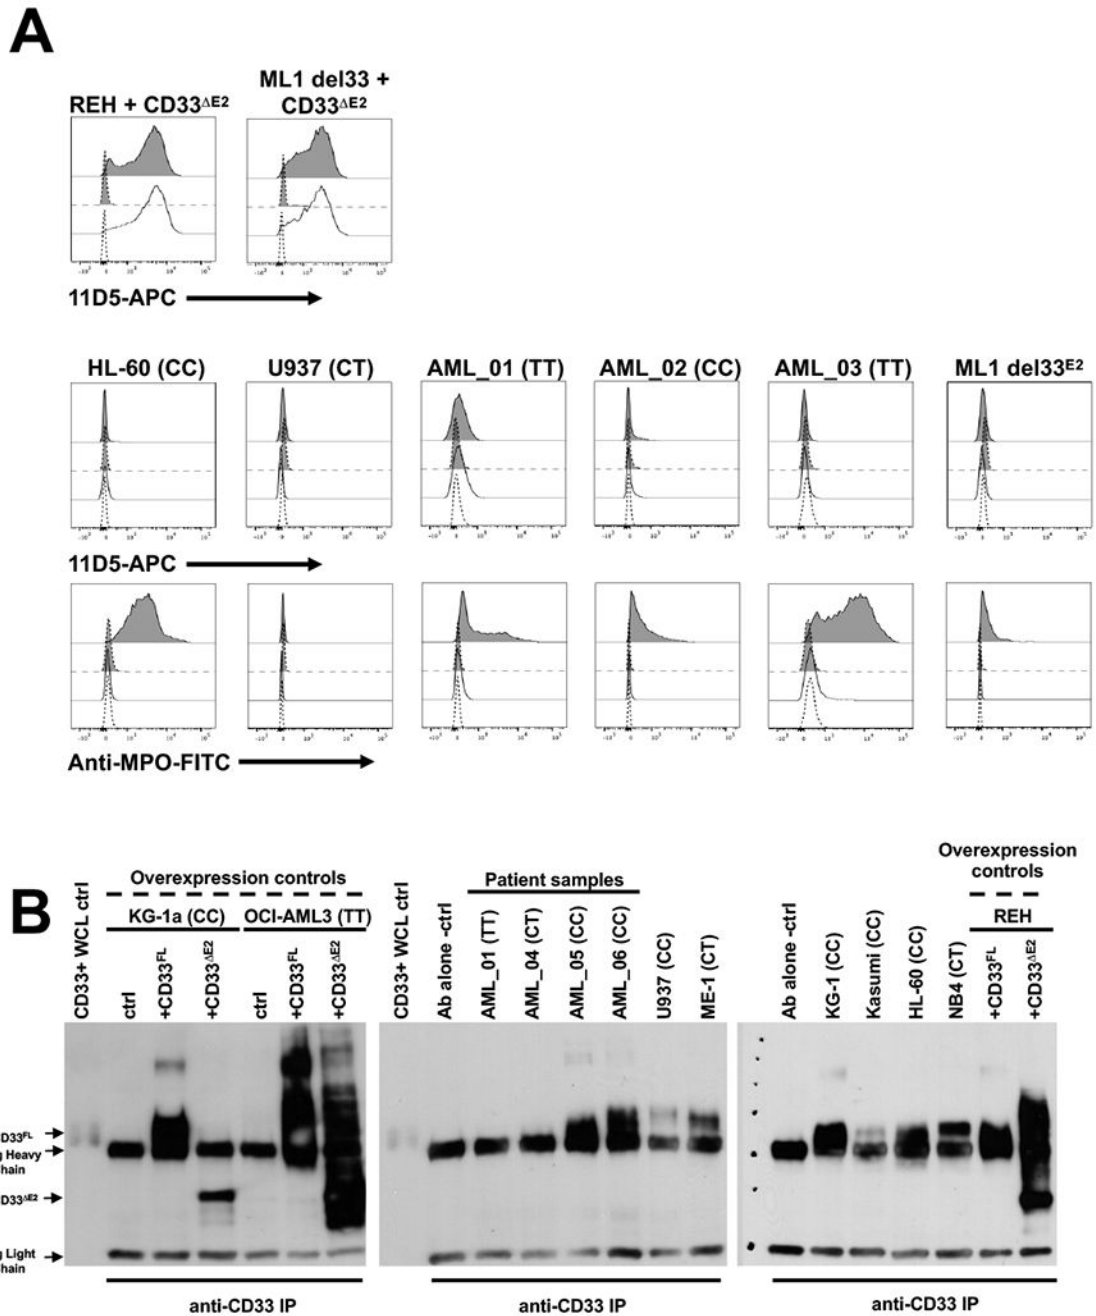 A
REH + CD33ΔE2
ML1 del33 +
CD33ΔE2
11D5-APC
HL-60 (CC)
U937 (CT)
AML_01 (TT)
AML_02 (CC)
AML_03 (TT)
ML1 del33E2
11D5-APC
Anti-MPO-FITC
B
Overexpression controls
KG-1a (CC)
OCI-AML3 (TT)
CD33+ WCL ctrl
ctrl
+CD33FL
+CD33ΔE2
ctrl
+CD33FL
+CD33ΔE2
Patient samples
CD33+ WCL ctrl
Ab alone -ctrl
AML_01 (TT)
AML_04 (CT)
AML_05 (CC)
AML_06 (CC)
U937 (CC)
ME-1 (CT)
Overexpression
controls
REH
Ab alone -ctrl
KG-1 (CC)
Kasumi (CC)
HL-60 (CC)
NB4 (CT)
+CD33FL
+CD33ΔE2
CD33FL
g Heavy
Chain
CD33ΔE2
g Light
Chain
anti-CD33 IP
anti-CD33 IP
anti-CD33 IP